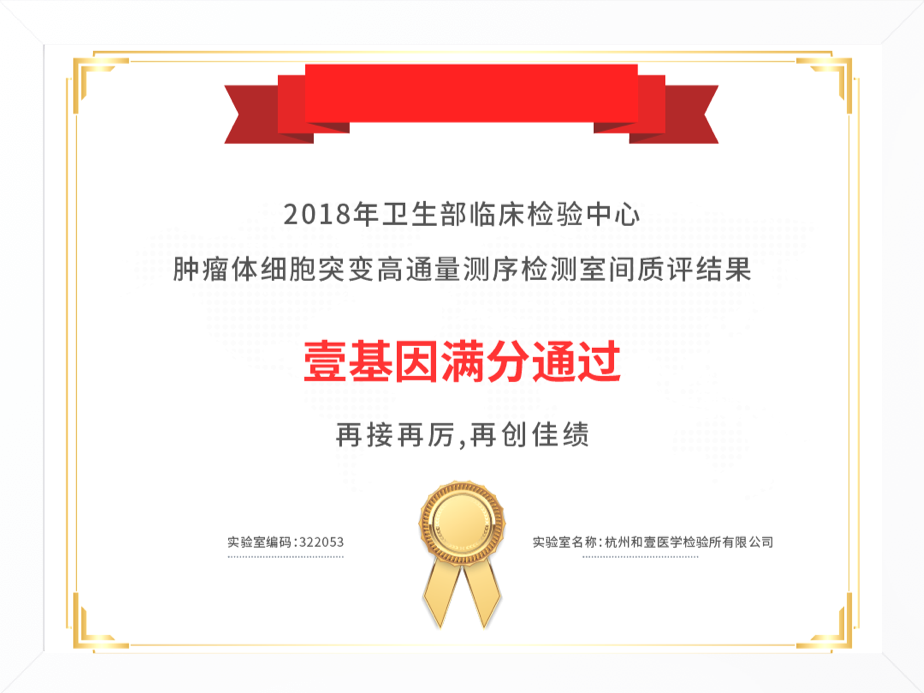 2018年卫生部临床检验中心
肿瘤体细胞突变高通量测序检测室间质评结果
壹基因满分通过
再接再厉,再创佳绩
实验室编码:322053
实验室名称:杭州和壹医学检验所有限公司